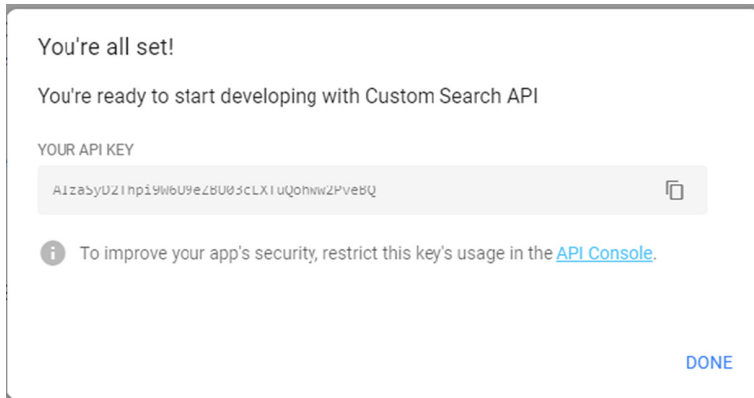 You're all set!
You're ready to start developing with Custom Search API
YOUR API KEY
To improve your app's security, restrict this key's usage in the API Console.
DONE